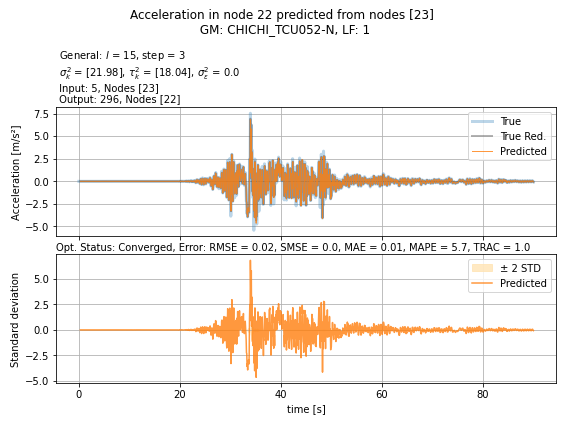 Acceleration in node 22 predicted from nodes [23]
GM: CHICHI_TCU052-N, LF: 1
General: l = 15, step = 3
σ²ₖ = [21.98], τ²ₖ = [18.04], σ²ε = 0.0
Input: 5, Nodes [23]
Output: 296, Nodes [22]
Acceleration [m/s²]
7.5
5.0
2.5
0.0
−2.5
−5.0
True
True Red.
Predicted
Opt. Status: Converged, Error: RMSE = 0.02, SMSE = 0.0, MAE = 0.01, MAPE = 5.7, TRAC = 1.0
Standard deviation
5.0
2.5
0.0
−2.5
−5.0
± 2 STD
Predicted
0 20 40 60 80
time [s]